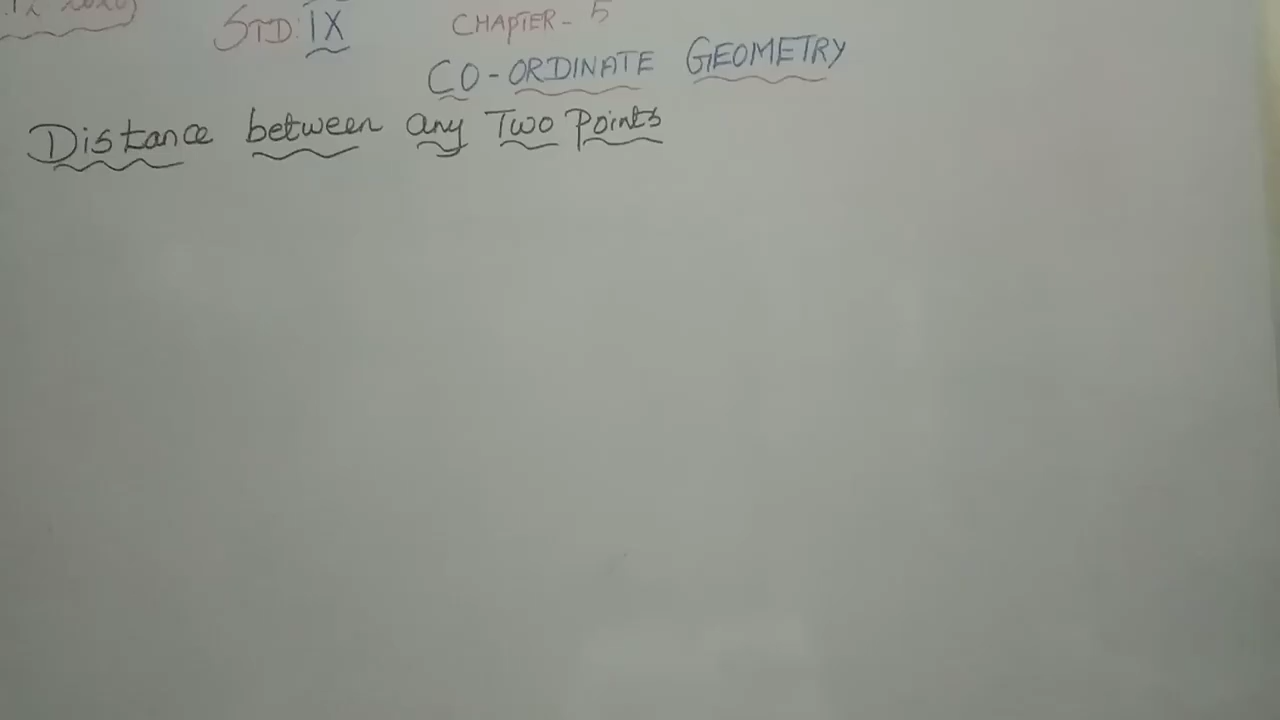 STD: IX CHAPTER - 5
CO-ORDINATE GEOMETRY
Distance between any Two Points